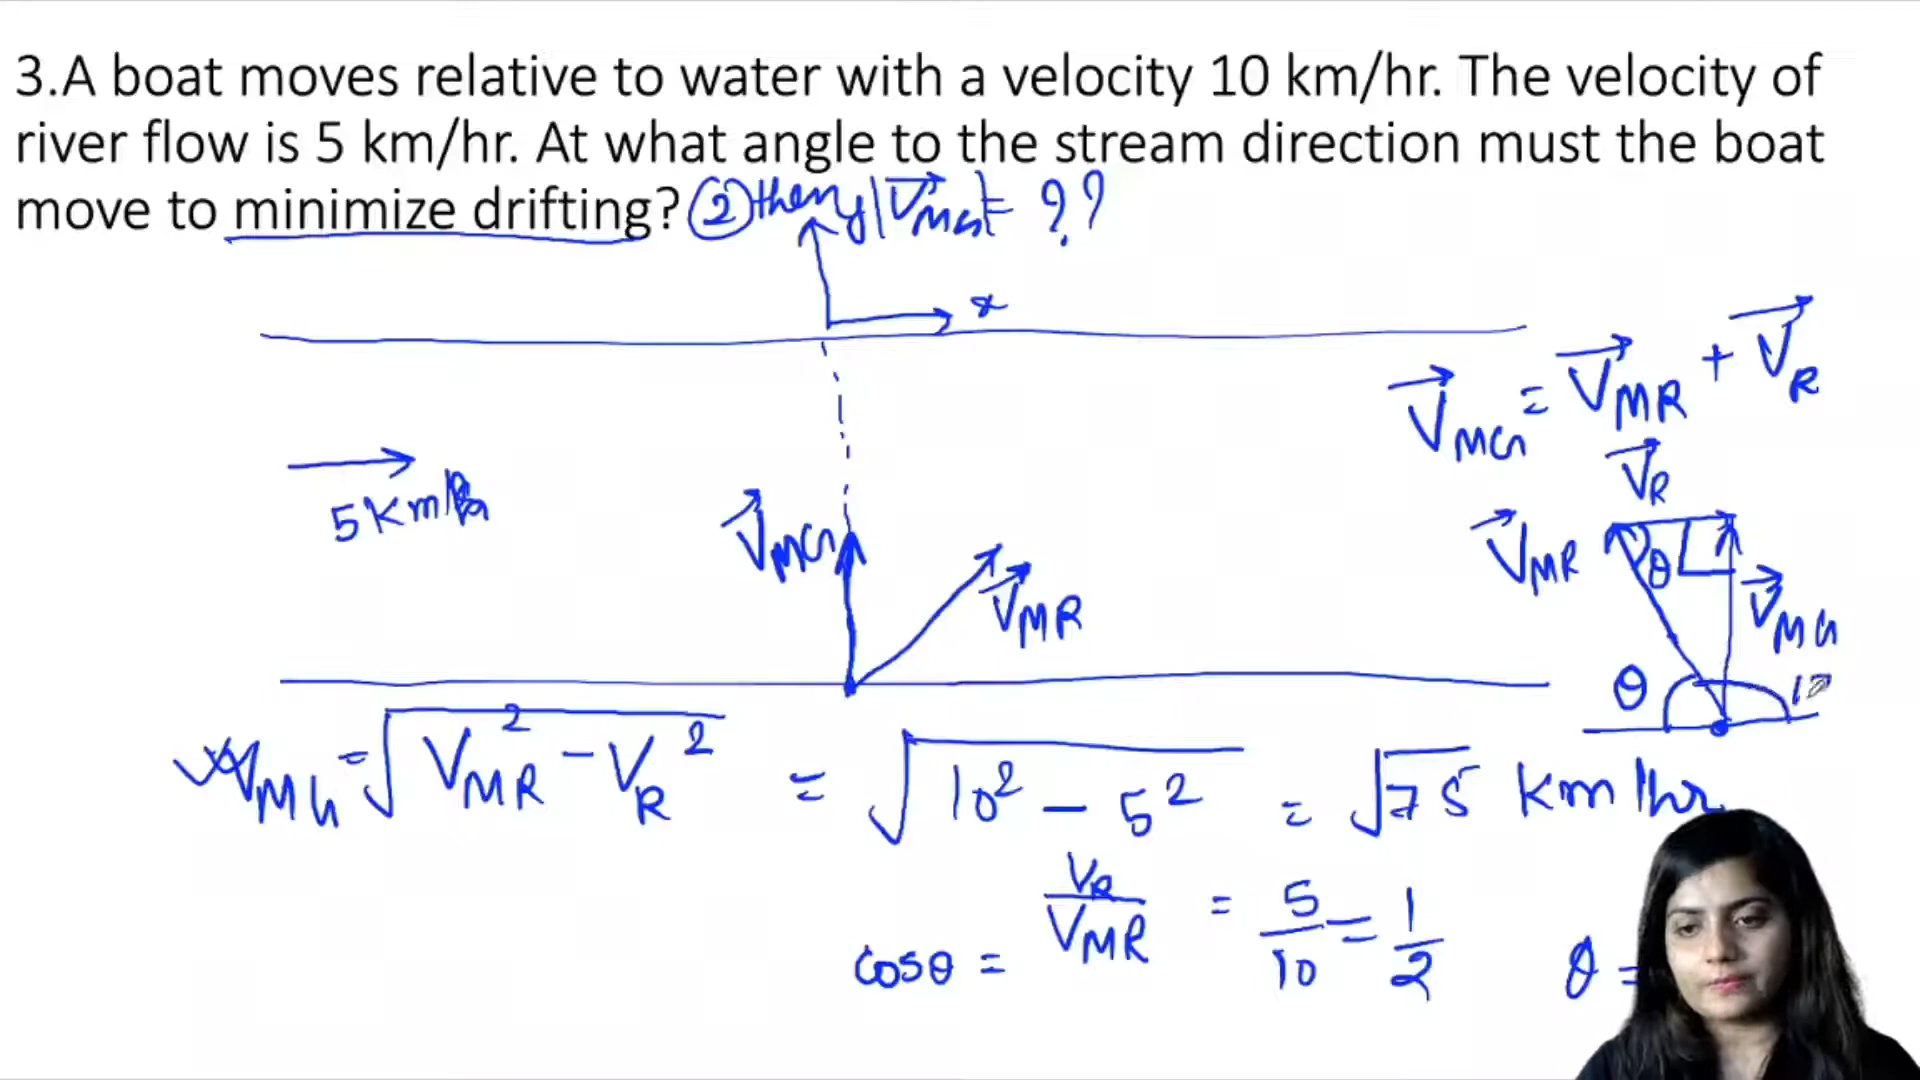 3.A boat moves relative to water with a velocity 10 km/hr. The velocity of
river flow is 5 km/hr. At what angle to the stream direction must the boat
move to minimize drifting? ② then |V⃗MG| = ??
y
x
V⃗MG = V⃗MR + V⃗R
5 Km/h
V⃗MG
V⃗MR
V⃗R
V⃗MR
θ
V⃗MG
θ
VMG = √VMR² - VR² = √10² - 5² = √75 Km/hr
cosθ = VR/VMR = 5/10 = 1/2
θ =